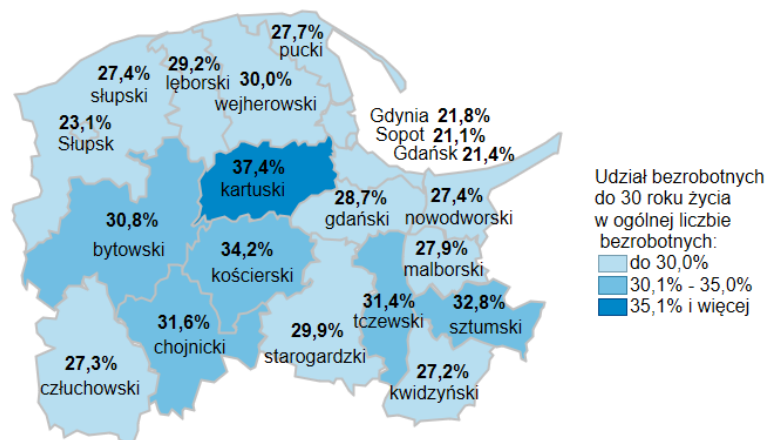 27,7%
pucki
29,2%
lęborski
27,4%
słupski
30,0%
wejherowski
23,1%
Słupsk
Gdynia 21,8%
Sopot 21,1%
Gdańsk 21,4%
37,4%
kartuski
28,7%
gdański
27,4%
nowodworski
30,8%
bytowski
34,2%
kościerski
27,9%
malborski
31,6%
chojnicki
29,9%
starogardzki
31,4%
tczewski
32,8%
sztumski
27,3%
człuchowski
27,2%
kwidzyński
Udział bezrobotnych
do 30 roku życia
w ogólnej liczbie
bezrobotnych:
do 30,0%
30,1% - 35,0%
35,1% i więcej